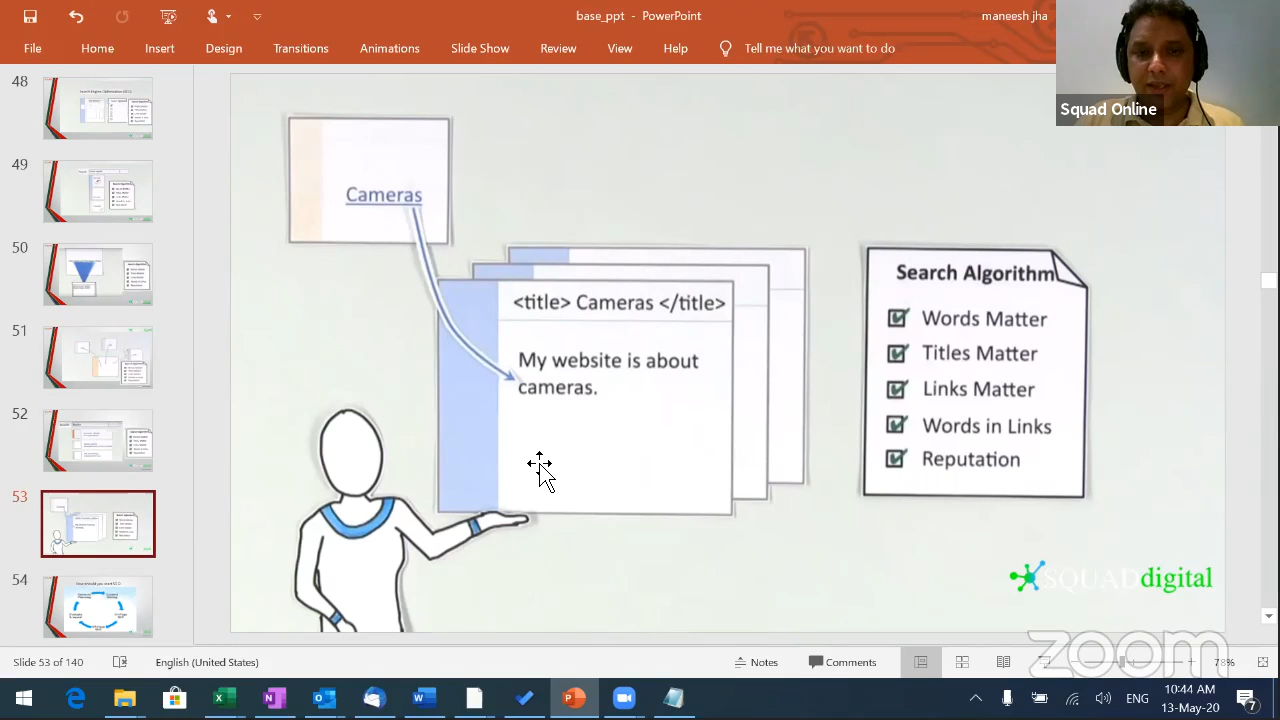 base_ppt - PowerPoint
maneesh jha
File Home Insert Design Transitions Animations Slide Show Review View Help Tell me what you want to do
Squad Online
48
49
50
51
52
53
54
Cameras
<title> Cameras </title>
My website is about
cameras.
Search Algorithm
Words Matter
Titles Matter
Links Matter
Words in Links
Reputation
SQUADdigital
zoom
Slide 53 of 140 English (United States) Notes Comments 78%
ENG
10:44 AM
13-May-20
7